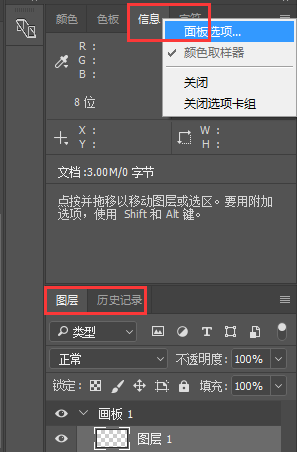 颜色 色板 信息 字符
面板选项...
颜色取样器
关闭
关闭选项卡组
R :
G :
B :
8 位
X :
Y :
W :
H :
文档:3.00M/0 字节
点按并拖移以移动图层或选区。要用附加
选项，使用 Shift 和 Alt 键。
图层 历史记录
类型
正常 不透明度: 100%
锁定: 填充: 100%
画板 1
图层 1